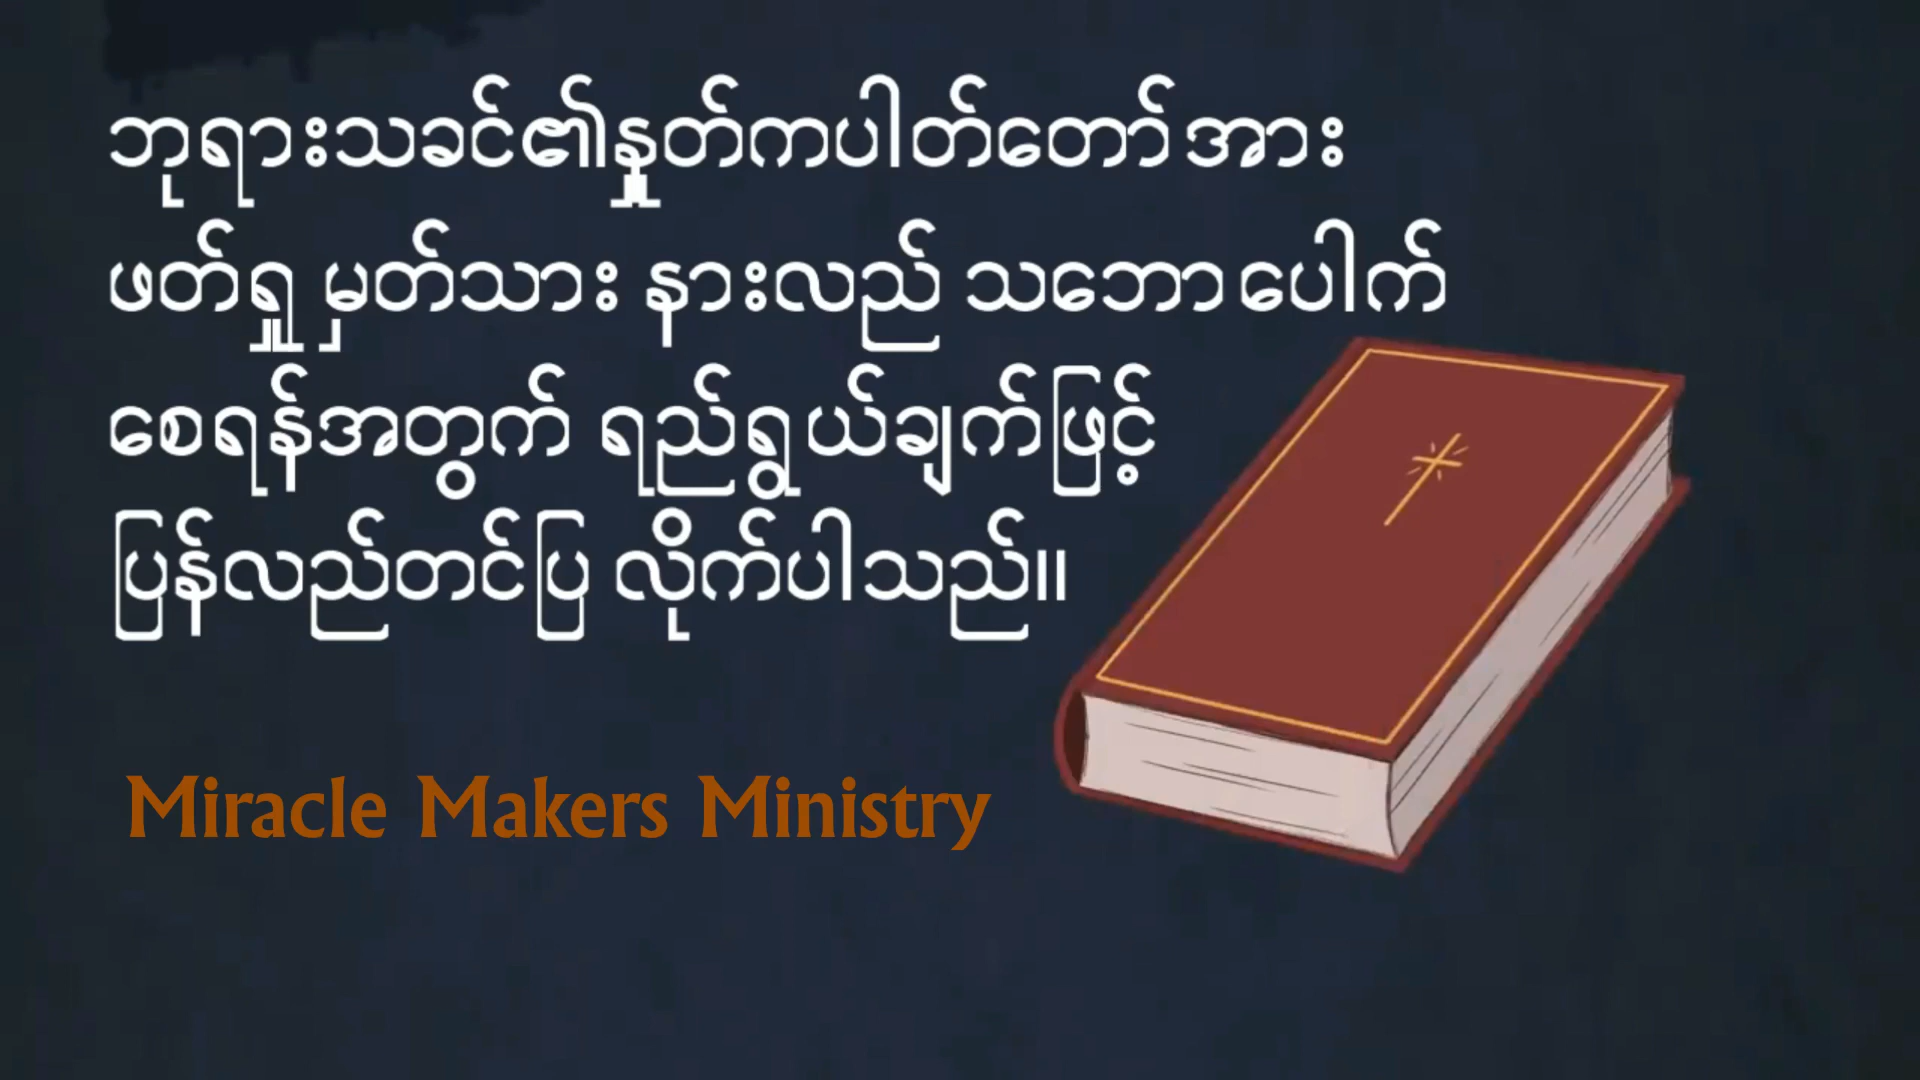 ဘုရားသခင်၏နှုတ်ကပါတ်တော်အား
ဖတ်ရှု မှတ်သား နားလည် သဘောပေါက်
စေရန်အတွက် ရည်ရွယ်ချက်ဖြင့်
ပြန်လည်တင်ပြ လိုက်ပါသည်။
Miracle Makers Ministry